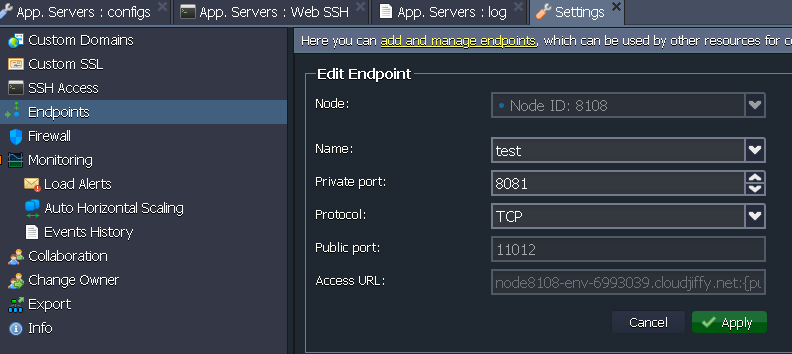 App. Servers : configs
App. Servers : Web SSH
App. Servers : log
Settings
Custom Domains
Custom SSL
SSH Access
Endpoints
Firewall
Monitoring
Load Alerts
Auto Horizontal Scaling
Events History
Collaboration
Change Owner
Export
Info
Here you can add and manage endpoints, which can be used by other resources for
Edit Endpoint
Node: Node ID: 8108
Name: test
Private port: 8081
Protocol: TCP
Public port: 11012
Access URL: node8108-env-6993039.cloudjiffy.net:{pu
Cancel Apply